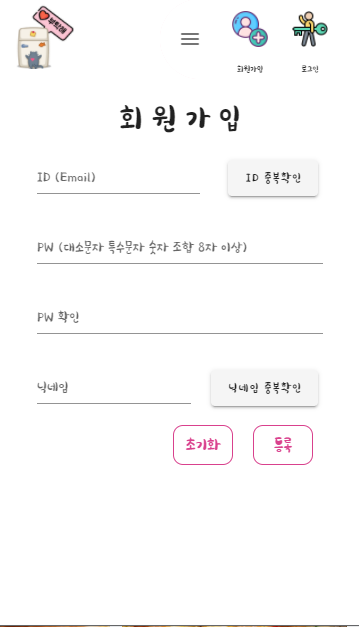 부탁해
회원가입
로그인
회원가입
ID (Email)
ID 중복확인
PW (대소문자 특수문자 숫자 조합 8자 이상)
PW 확인
닉네임
닉네임 중복확인
초기화
등록